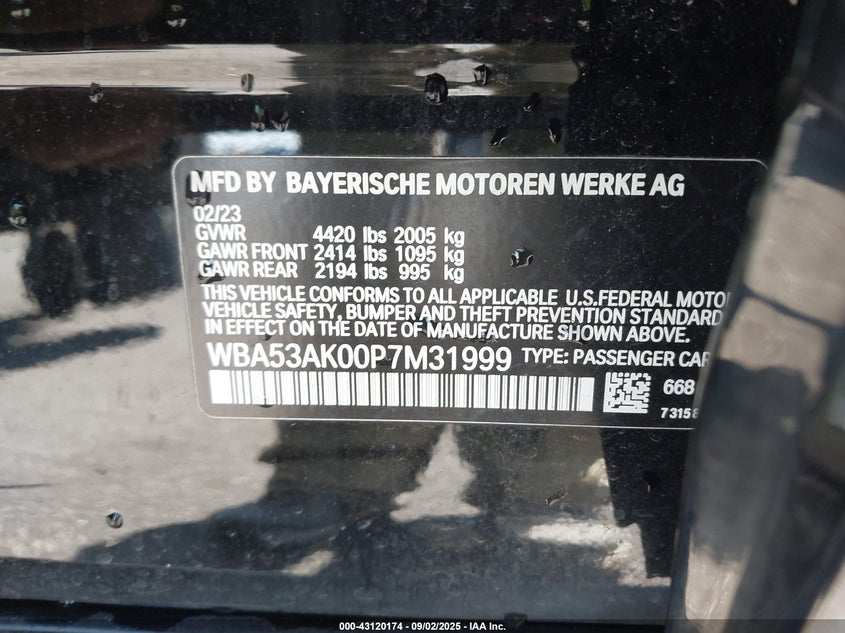 MFD BY BAYERISCHE MOTOREN WERKE AG
02/23
GVWR 4420 lbs 2005 kg
GAWR FRONT 2414 lbs 1095 kg
GAWR REAR 2194 lbs 995 kg
THIS VEHICLE CONFORMS TO ALL APPLICABLE U.S.FEDERAL MOTO
VEHICLE SAFETY, BUMPER AND THEFT PREVENTION STANDARD
IN EFFECT ON THE DATE OF MANUFACTURE SHOWN ABOVE.
WBA53AK00P7M31999 TYPE: PASSENGER CAR
668
7315
000-43120174 - 09/02/2025 - IAA Inc.